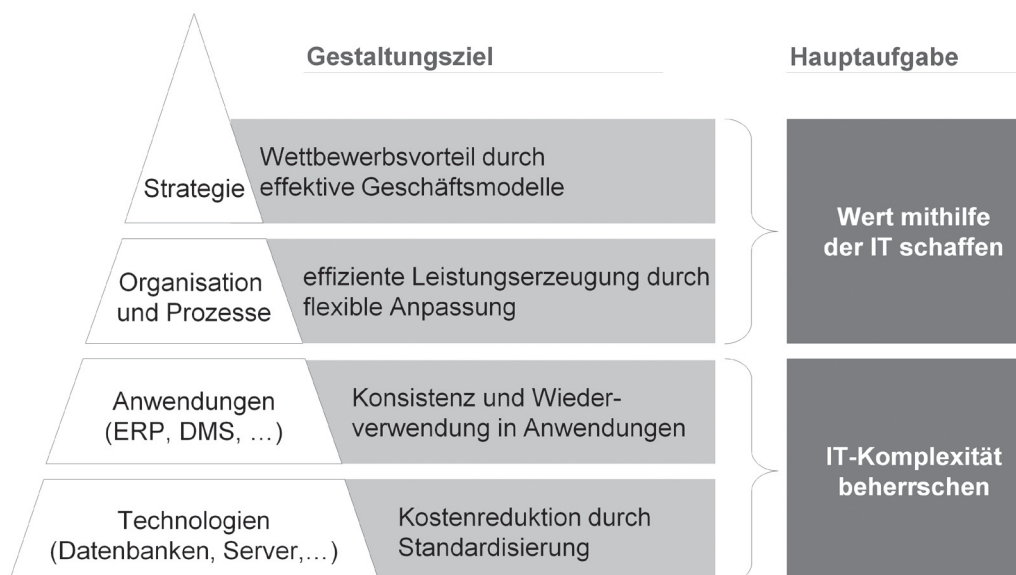 Gestaltungsziel
Hauptaufgabe
Strategie
Wettbewerbsvorteil durch
effektive Geschäftsmodelle
Organisation
und Prozesse
effiziente Leistungserzeugung durch
flexible Anpassung
Wert mithilfe
der IT schaffen
Anwendungen
(ERP, DMS, …)
Konsistenz und Wieder-
verwendung in Anwendungen
Technologien
(Datenbanken, Server,…)
Kostenreduktion durch
Standardisierung
IT-Komplexität
beherrschen